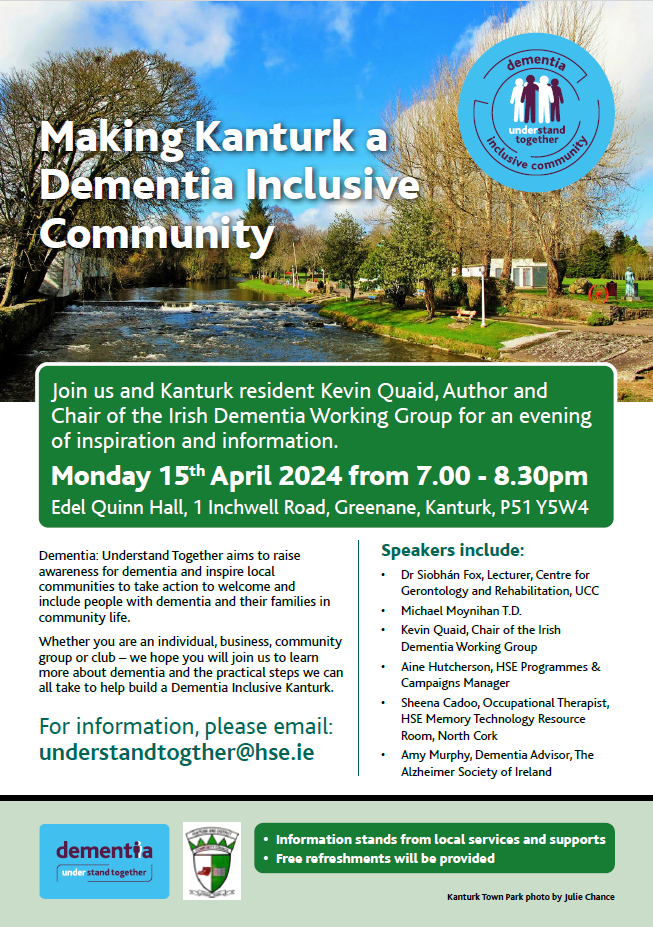 dementia
understand
together
inclusive community
Making Kanturk a
Dementia Inclusive
Community
Join us and Kanturk resident Kevin Quaid, Author and
Chair of the Irish Dementia Working Group for an evening
of inspiration and information.
Monday 15th April 2024 from 7.00 - 8.30pm
Edel Quinn Hall, 1 Inchwell Road, Greenane, Kanturk, P51 Y5W4
Dementia: Understand Together aims to raise
awareness for dementia and inspire local
communities to take action to welcome and
include people with dementia and their families in
community life.
Whether you are an individual, business, community
group or club – we hope you will join us to learn
more about dementia and the practical steps we can
all take to help build a Dementia Inclusive Kanturk.
For information, please email:
understandtogther@hse.ie
Speakers include:
• Dr Siobhán Fox, Lecturer, Centre for
Gerontology and Rehabilitation, UCC
• Michael Moynihan T.D.
• Kevin Quaid, Chair of the Irish
Dementia Working Group
• Aine Hutcherson, HSE Programmes &
Campaigns Manager
• Sheena Cadoo, Occupational Therapist,
HSE Memory Technology Resource
Room, North Cork
• Amy Murphy, Dementia Advisor, The
Alzheimer Society of Ireland
dementia
understand together
• Information stands from local services and supports
• Free refreshments will be provided
Kanturk Town Park photo by Julie Chance